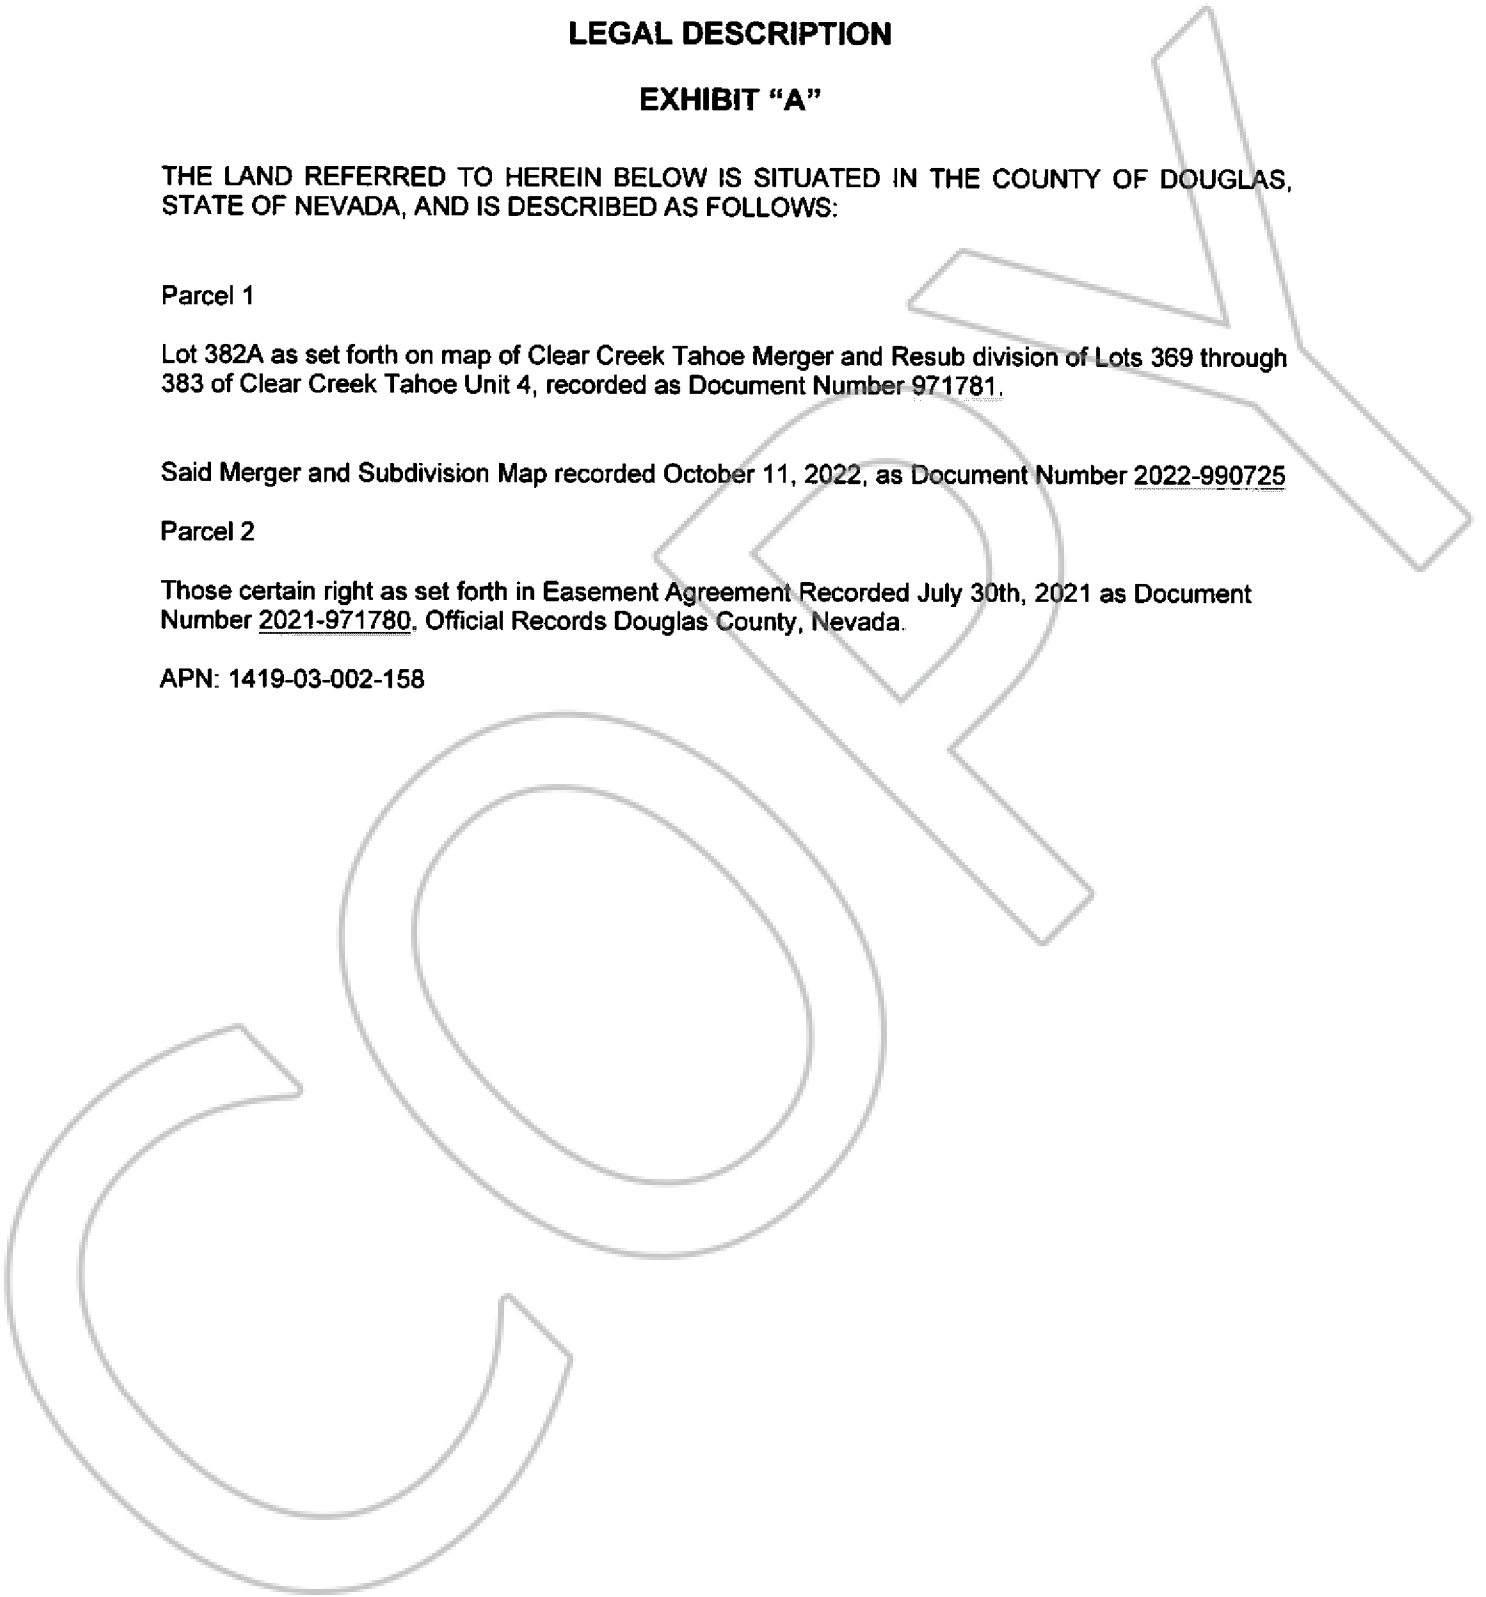 LEGAL DESCRIPTION
EXHIBIT “A”
THE LAND REFERRED TO HEREIN BELOW IS SITUATED IN THE COUNTY OF DOUGLAS,
STATE OF NEVADA, AND IS DESCRIBED AS FOLLOWS:
Parcel 1
Lot 382A as set forth on map of Clear Creek Tahoe Merger and Resub division of Lots 369 through
383 of Clear Creek Tahoe Unit 4, recorded as Document Number 971781.
Said Merger and Subdivision Map recorded October 11, 2022, as Document Number 2022-990725
Parcel 2
Those certain right as set forth in Easement Agreement Recorded July 30th, 2021 as Document
Number 2021-971780. Official Records Douglas County, Nevada.
APN: 1419-03-002-158
COPY